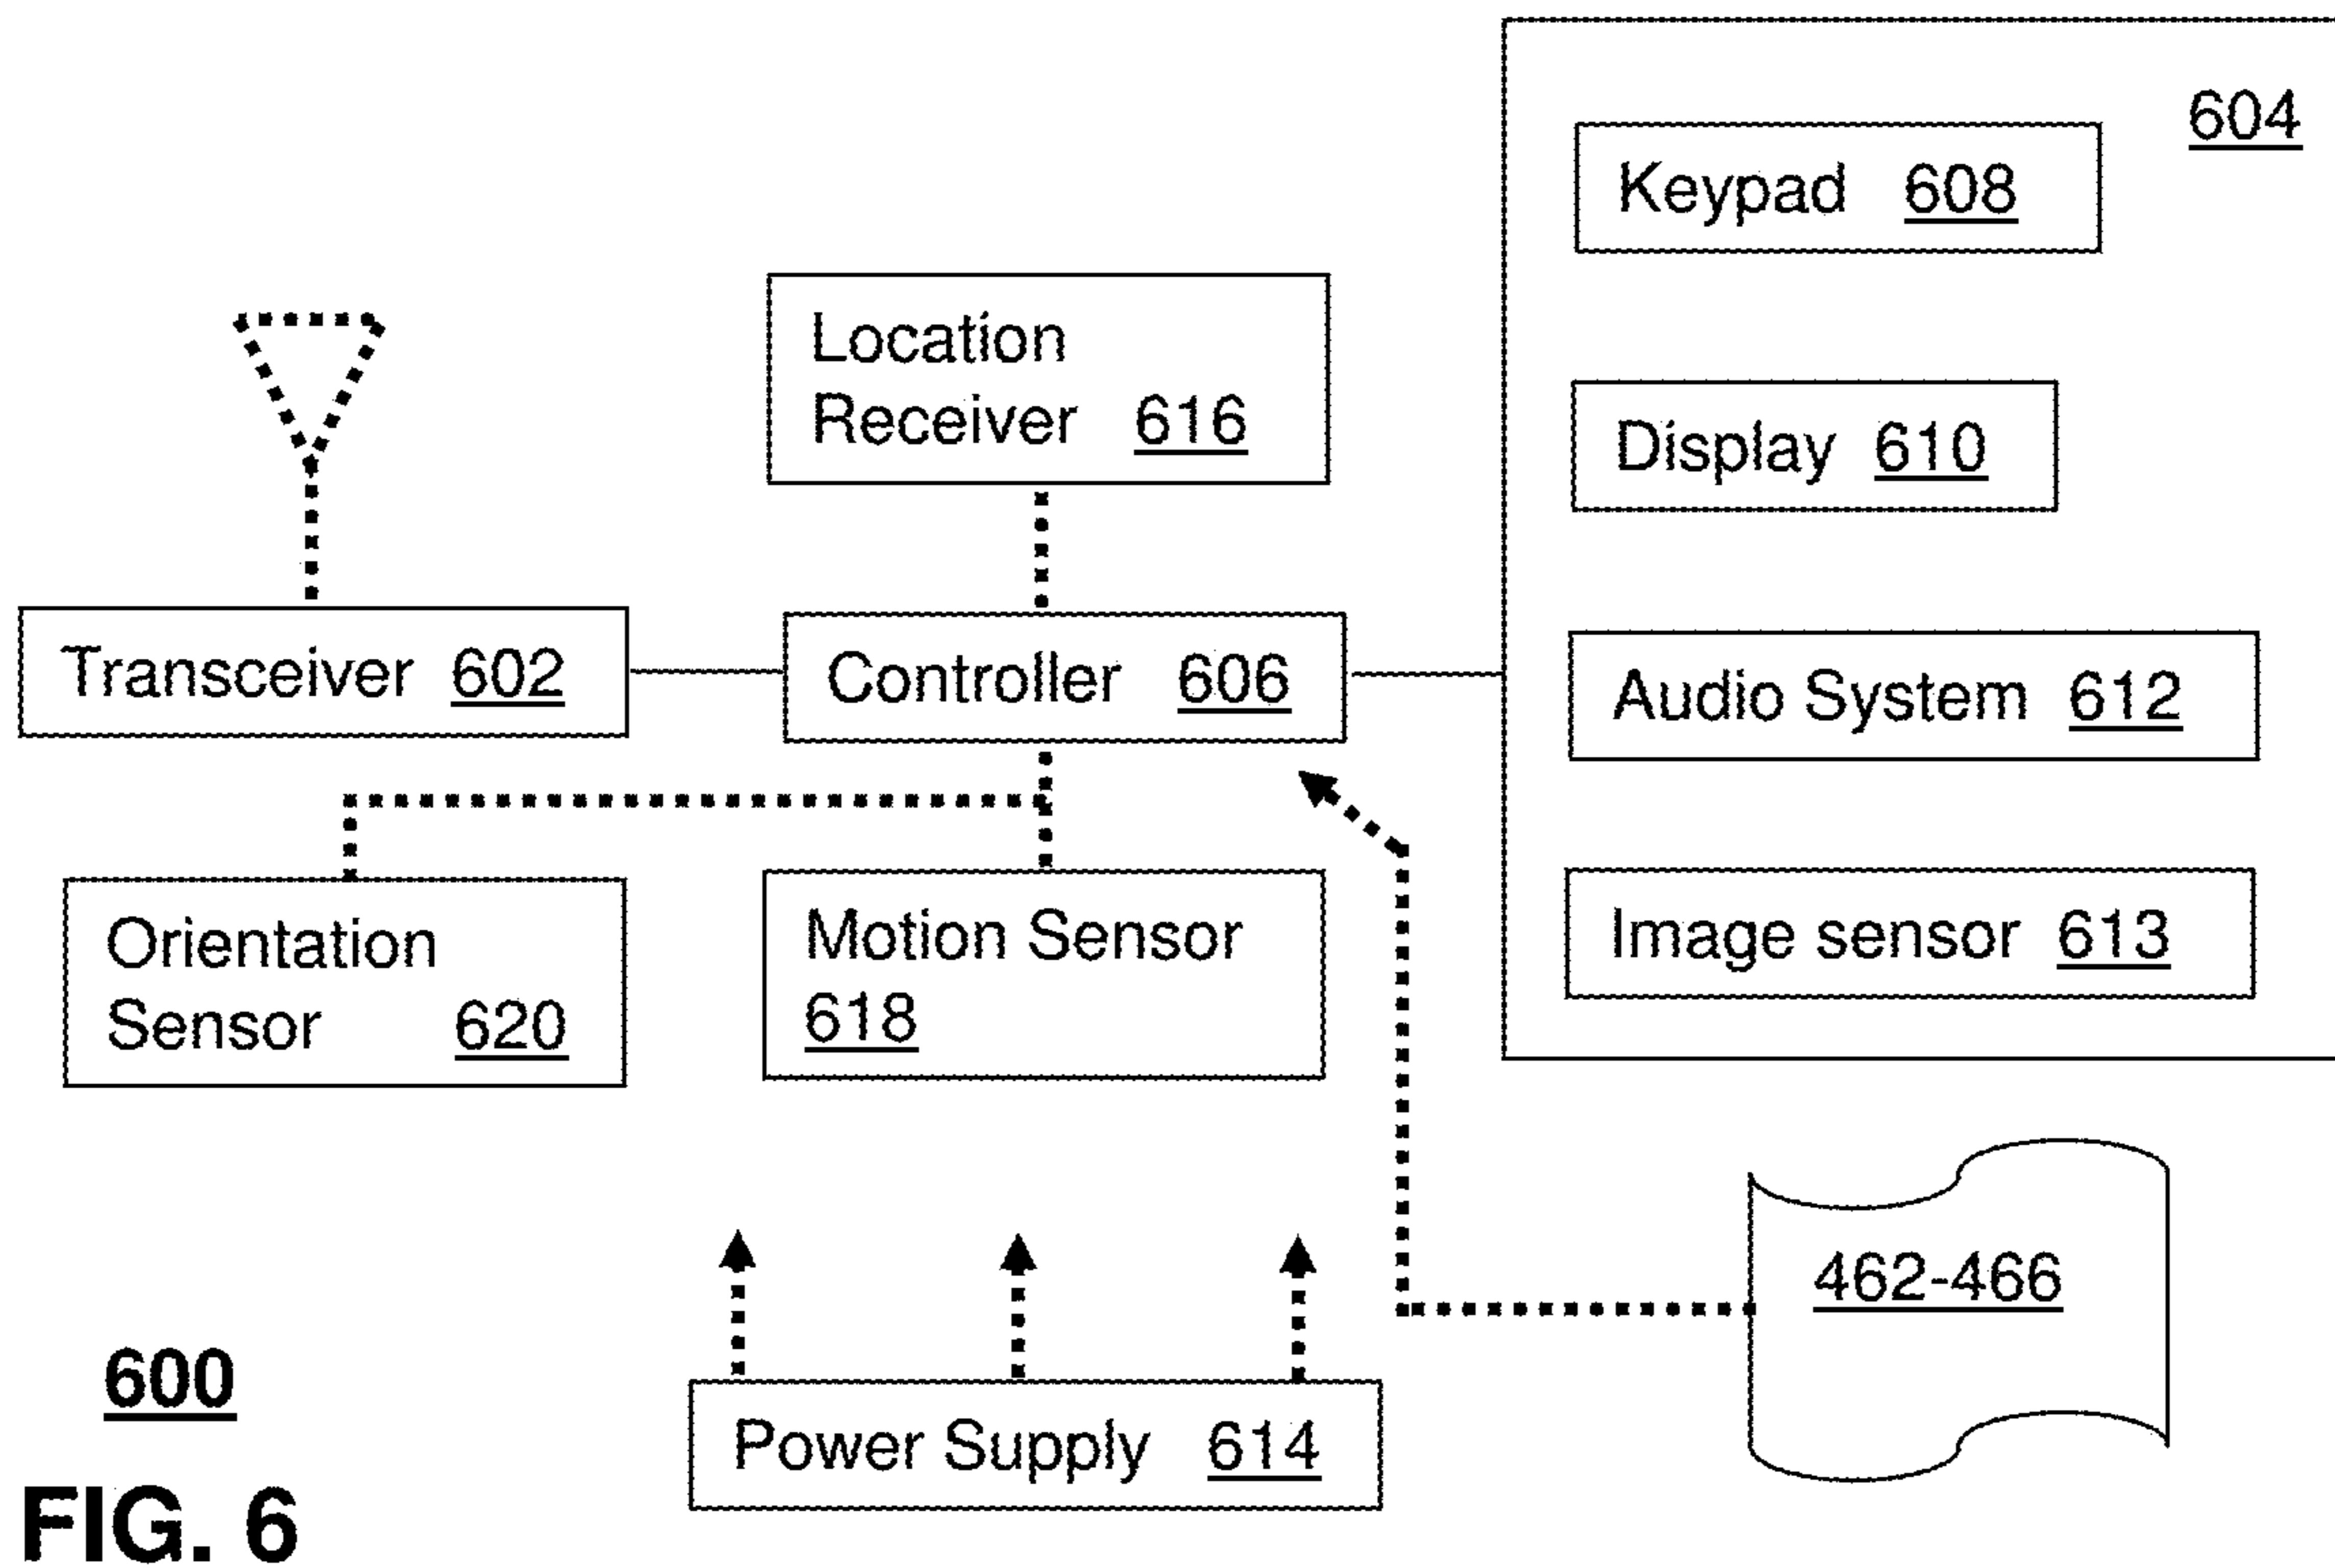 604
Keypad 608
Location
Receiver 616
Display 610
Transceiver 602
Controller 606
Audio System 612
Orientation
Sensor 620
Motion Sensor
618
Image sensor 613
462-466
600
Power Supply 614
FIG. 6